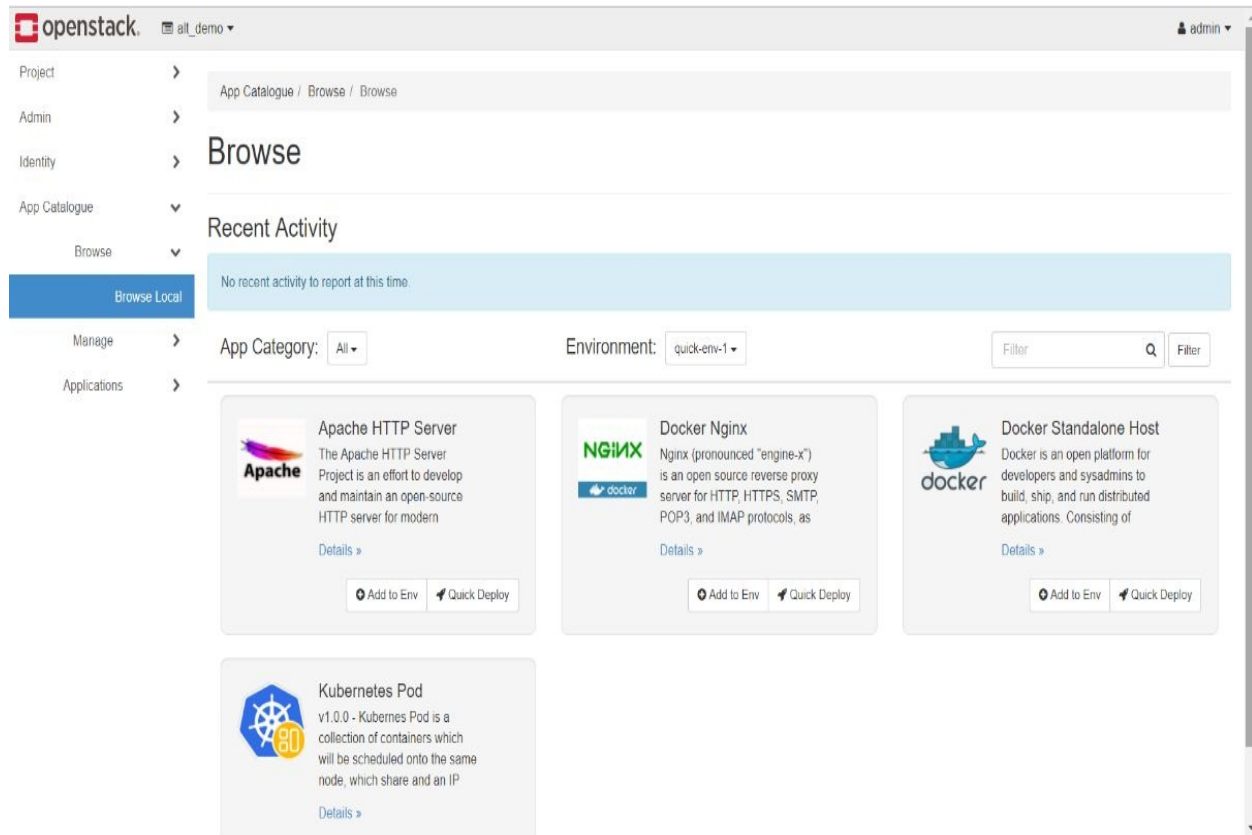 openstack. alt_demo admin
Project
Admin
Identity
App Catalogue
Browse
Browse Local
Manage
Applications
App Catalogue / Browse / Browse
Browse
Recent Activity
No recent activity to report at this time.
App Category: All
Environment: quick-env-1
Filter Filter
Apache
Apache HTTP Server
The Apache HTTP Server
Project is an effort to develop
and maintain an open-source
HTTP server for modern
Details »
Add to Env Quick Deploy
NGiNX
docker
Docker Nginx
Nginx (pronounced "engine-x")
is an open source reverse proxy
server for HTTP, HTTPS, SMTP,
POP3, and IMAP protocols, as
Details »
Add to Env Quick Deploy
docker
Docker Standalone Host
Docker is an open platform for
developers and sysadmins to
build, ship, and run distributed
applications. Consisting of
Details »
Add to Env Quick Deploy
Kubernetes Pod
v1.0.0 - Kubernes Pod is a
collection of containers which
will be scheduled onto the same
node, which share and an IP
Details »